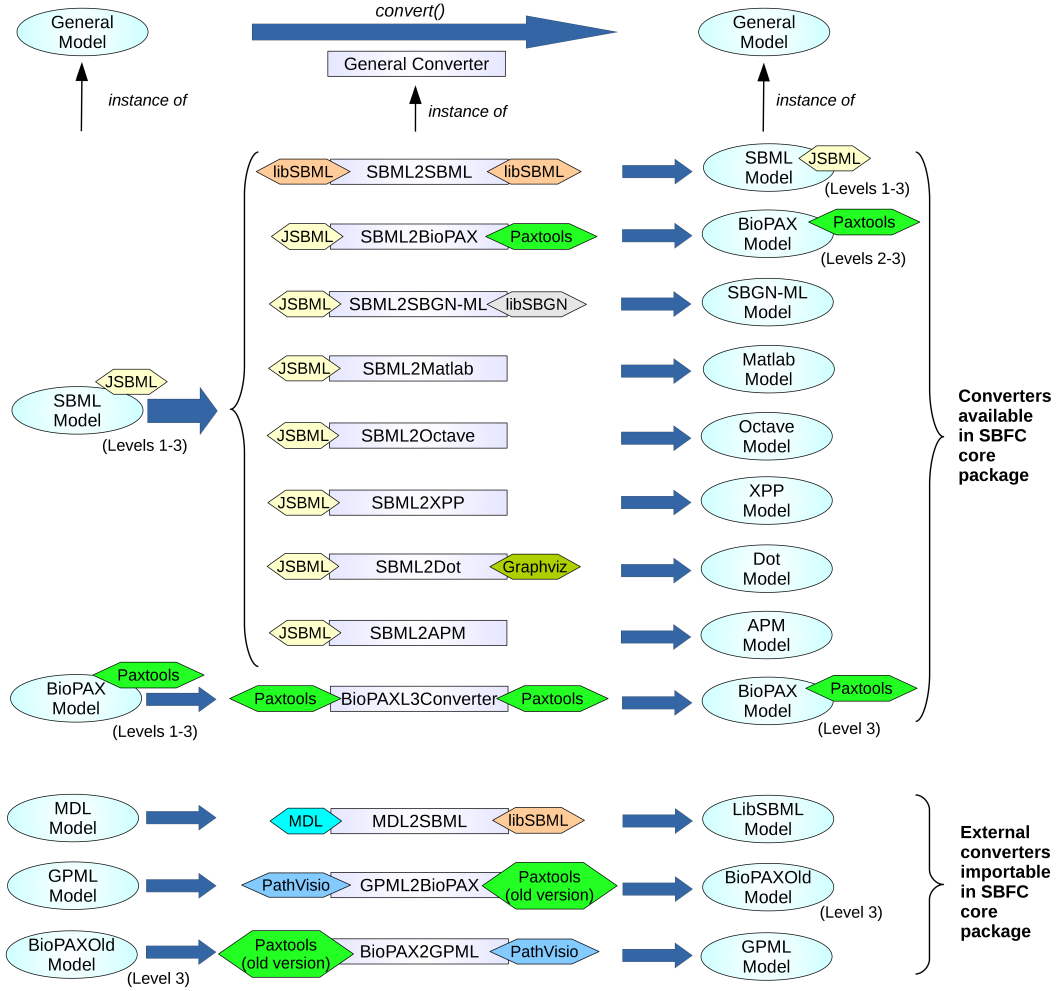 convert()
General
Model
General Converter
General
Model
instance of
instance of
instance of
libSBML
SBML2SBML
libSBML
SBML
Model
JSBML
(Levels 1-3)
JSBML
SBML2BioPAX
Paxtools
BioPAX
Model
Paxtools
(Levels 2-3)
JSBML
SBML2SBGN-ML
libSBGN
SBGN-ML
Model
JSBML
SBML2Matlab
Matlab
Model
JSBML
SBML
Model
(Levels 1-3)
JSBML
SBML2Octave
Octave
Model
Converters
available
in SBFC
core
package
JSBML
SBML2XPP
XPP
Model
JSBML
SBML2Dot
Graphviz
Dot
Model
JSBML
SBML2APM
APM
Model
Paxtools
BioPAX
Model
(Levels 1-3)
Paxtools
BioPAXL3Converter
Paxtools
BioPAX
Model
Paxtools
(Level 3)
MDL
Model
MDL
MDL2SBML
libSBML
LibSBML
Model
GPML
Model
PathVisio
GPML2BioPAX
Paxtools
(old version)
BioPAXOld
Model
(Level 3)
External
converters
importable
in SBFC
core
package
BioPAXOld
Model
(Level 3)
Paxtools
(old version)
BioPAX2GPML
PathVisio
GPML
Model